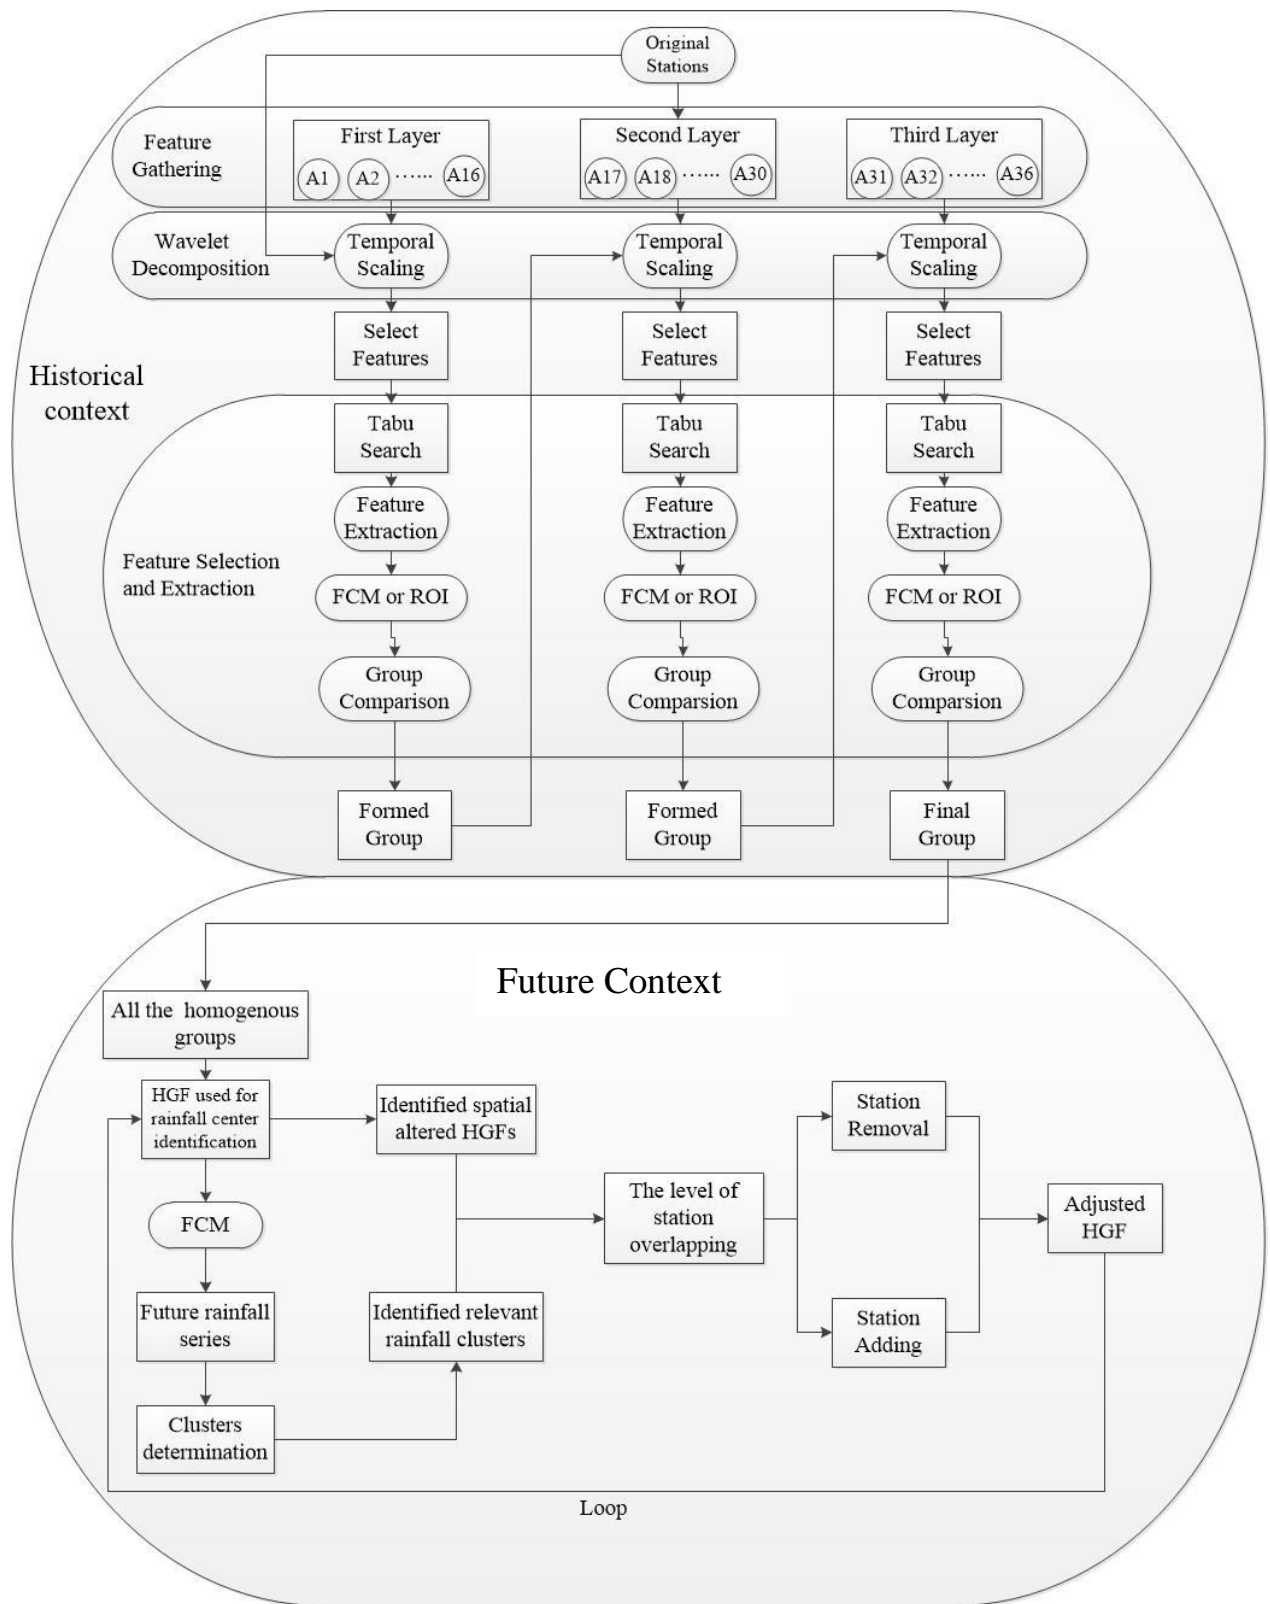 Original
Stations
Feature
Gathering
First Layer
A1 A2 ...... A16
Second Layer
A17 A18 ...... A30
Third Layer
A31 A32 ...... A36
Wavelet
Decomposition
Temporal
Scaling
Temporal
Scaling
Temporal
Scaling
Select
Features
Select
Features
Select
Features
Historical
context
Tabu
Search
Tabu
Search
Tabu
Search
Feature
Extraction
Feature
Extraction
Feature
Extraction
Feature Selection
and Extraction
FCM or ROI
FCM or ROI
FCM or ROI
Group
Comparison
Group
Comparsion
Group
Comparsion
Formed
Group
Formed
Group
Final
Group
Future Context
All the homogenous
groups
HGF used for
rainfall center
identification
Identified spatial
altered HGFs
Station
Removal
The level of
station
overlapping
Adjusted
HGF
FCM
Future rainfall
series
Identified relevant
rainfall clusters
Station
Adding
Clusters
determination
Loop